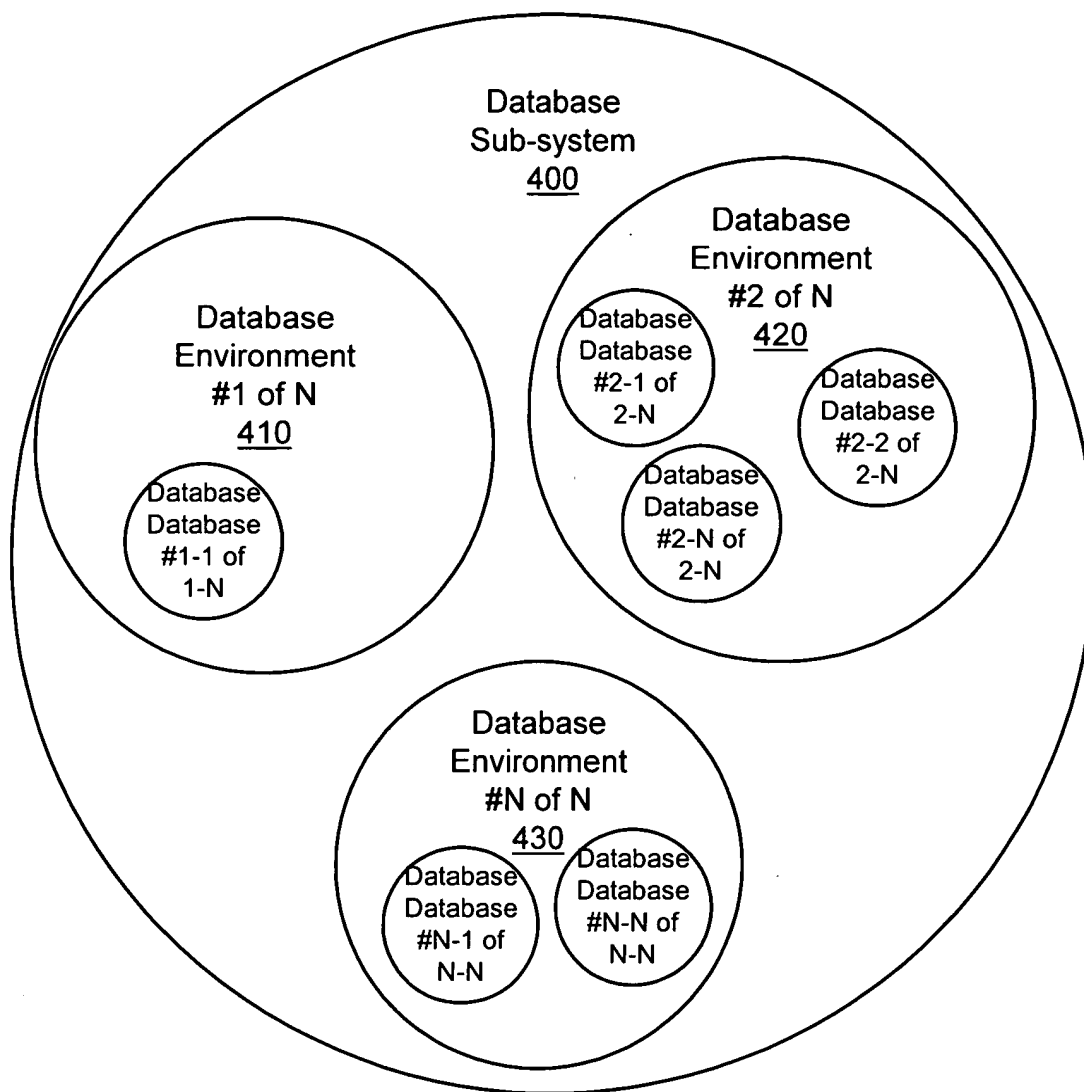 Database
Sub-system
400
Database
Environment
#1 of N
410
Database
Database
#1-1 of
1-N
Database
Environment
#2 of N
420
Database
Database
#2-1 of
2-N
Database
Database
#2-2 of
2-N
Database
Database
#2-N of
2-N
Database
Environment
#N of N
430
Database
Database
#N-1 of
N-N
Database
Database
#N-N of
N-N